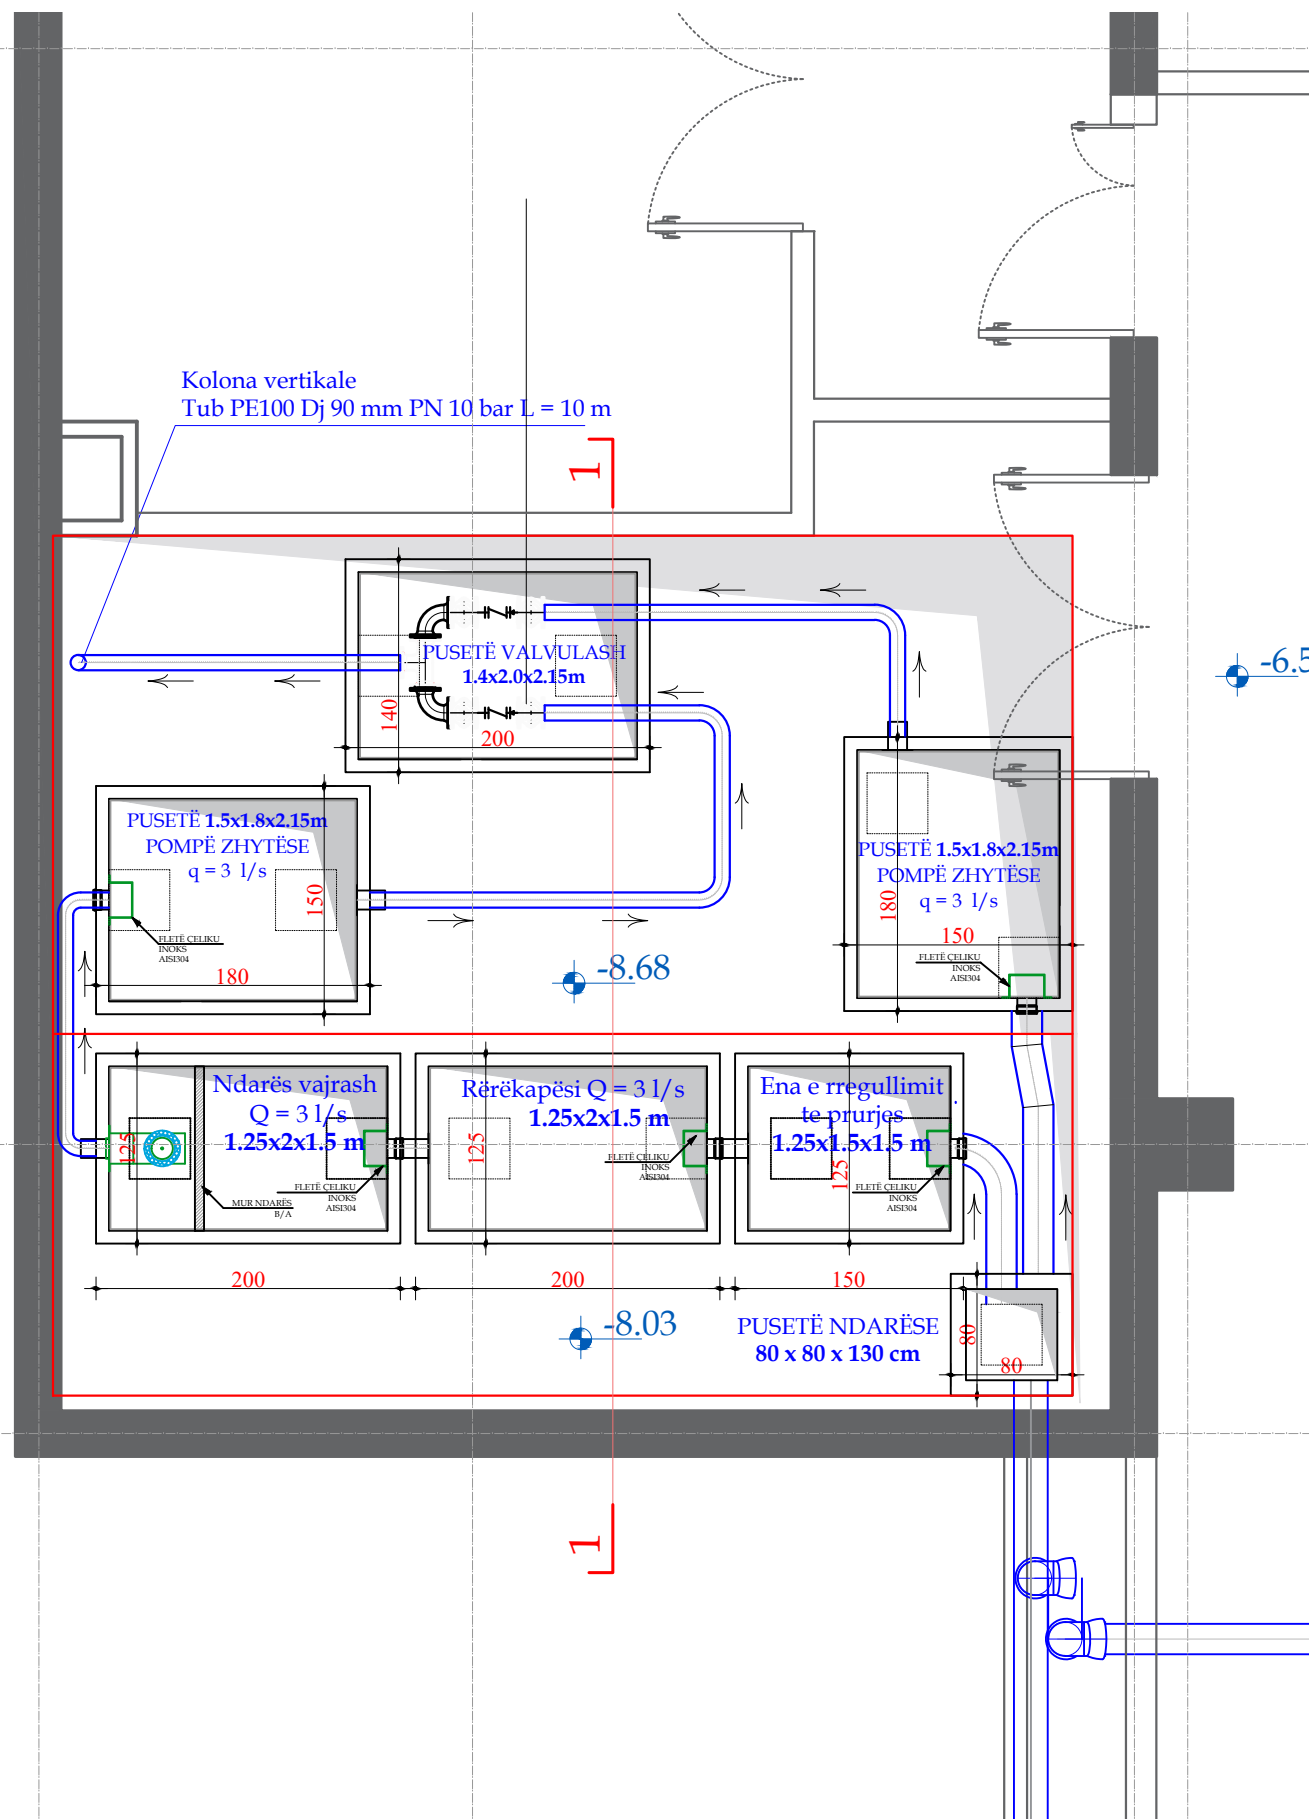 Kolona vertikale
Tub PE100 Dj 90 mm PN 10 bar L = 10 m
1
PUSETË VALVULASH
1.4x2.0x2.15m
140
200
-6.5
PUSETË 1.5x1.8x2.15m
POMPË ZHYTËSE
q = 3 l/s
150
FLETË ÇELIKU
INOKS
AISI304
180
PUSETË 1.5x1.8x2.15m
POMPË ZHYTËSE
q = 3 l/s
180
150
FLETË ÇELIKU
INOKS
AISI304
-8.68
Ndarës vajrash
Q = 3 l/s
1.25x2x1.5 m
125
FLETË ÇELIKU
INOKS
AISI304
MUR NDARËS
B/A
Rërëkapësi Q = 3 l/s
1.25x2x1.5 m
125
FLETË ÇELIKU
INOKS
AISI304
Ena e rregullimit
te prurjes
1.25x1.5x1.5 m
125
FLETË ÇELIKU
INOKS
AISI304
200
200
150
-8.03
PUSETË NDARËSE
80 x 80 x 130 cm
80
80
1